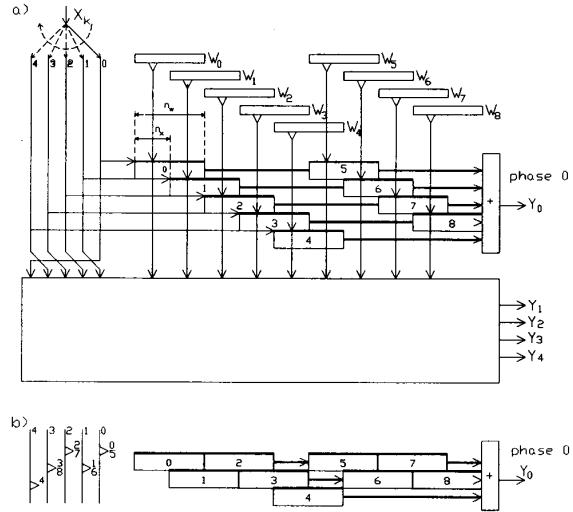 a)
X_k
4 3 2 1 0
W_0
W_1
W_2
W_3
W_4
W_5
W_6
W_7
W_8
n_w
n_x
0
1
2
3
4
5
6
7
8
+
phase 0
Y_0
Y_1
Y_2
Y_3
Y_4
b)
4 3 2 1 0
4
3
8
2
7
1
6
0
5
0 2 5 7
1 3 6 8
4
+
phase 0
Y_0